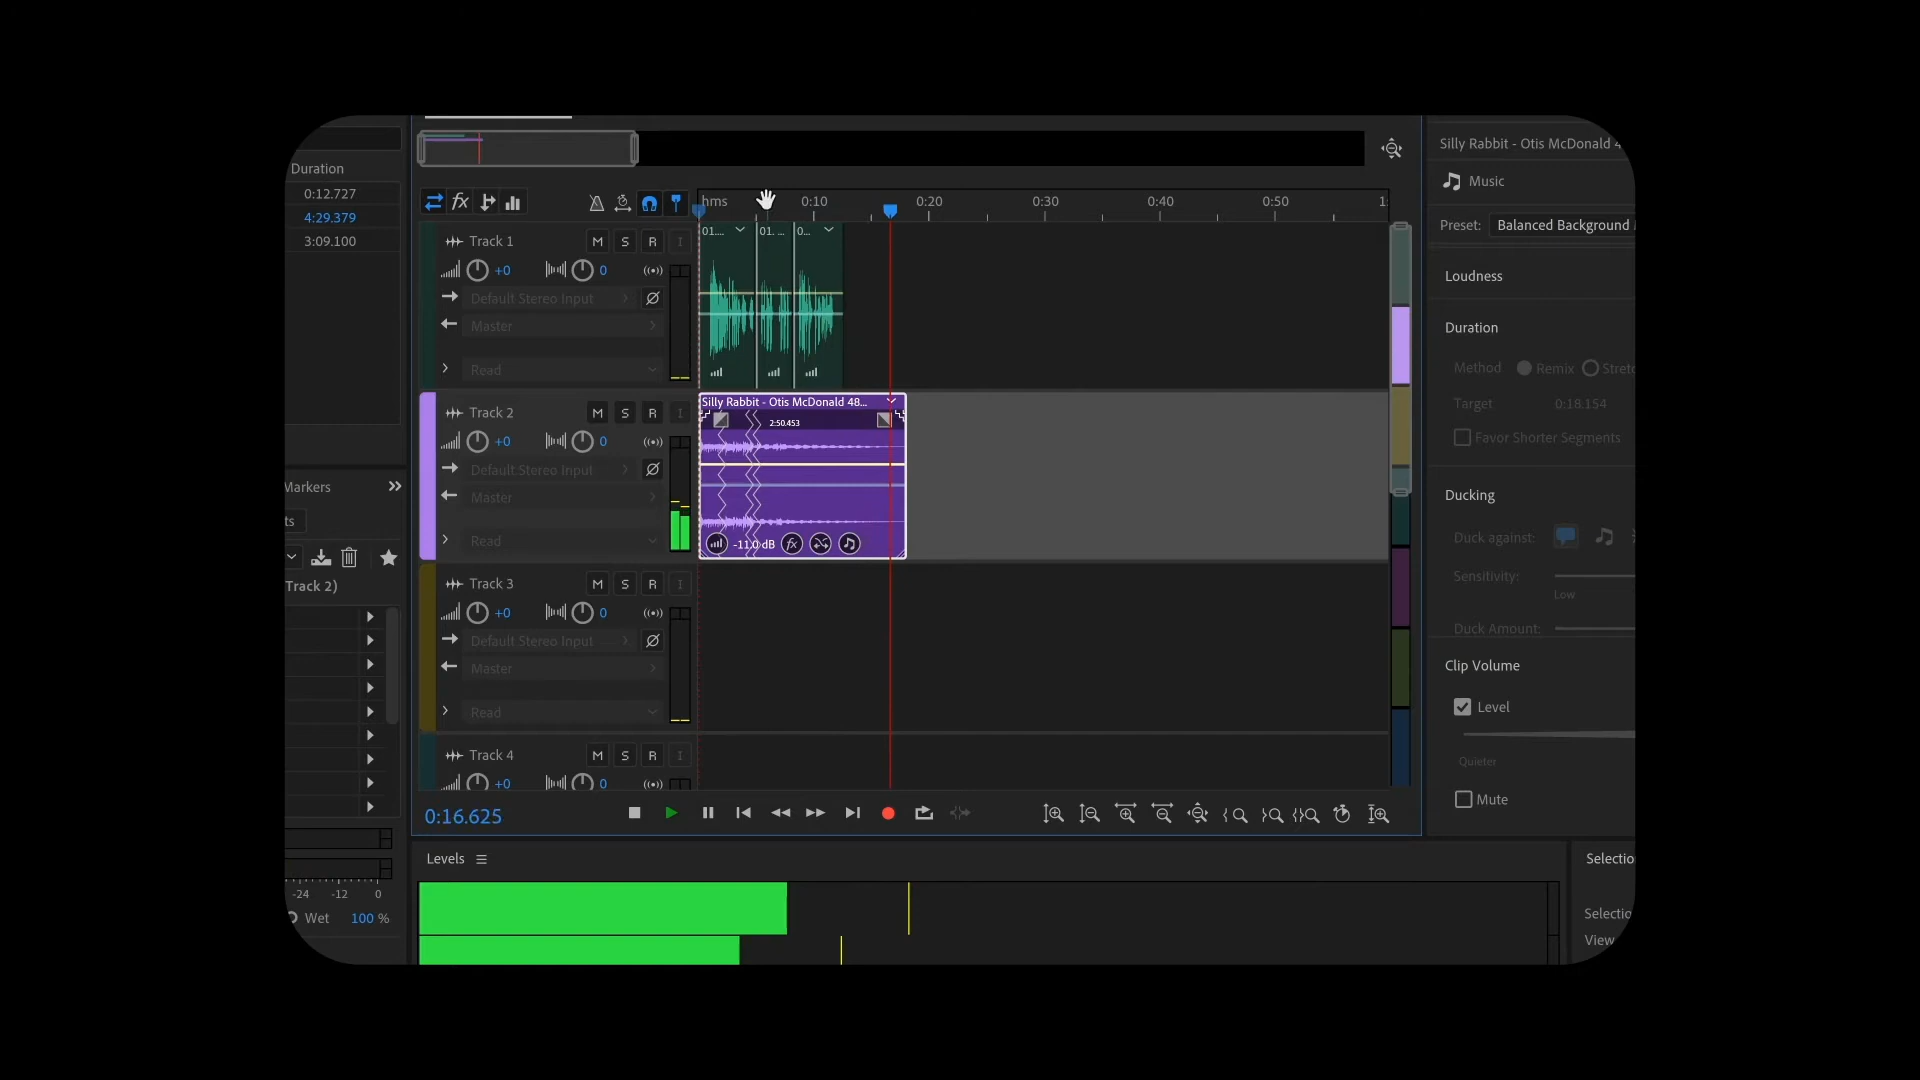 Silly Rabbit - Otis McDonald 4
Duration
Music
0:12.727
4:29.379
3:09.100
hms 0:10 0:20 0:30 0:40 0:50 1:
Preset: Balanced Background
Track 1 M S R I
01.... 01. ... 0...
+0 0
Default Stereo Input
Master
Read
Loudness
Duration
Method Remix Stretc
Target 0:18.154
Favor Shorter Segments
Track 2 M S R I
Silly Rabbit - Otis McDonald 48...
2:50.453
+0 0
Default Stereo Input
Master
Read
-11.0 dB fx
Markers
ts
Track 2)
Ducking
Duck against:
Sensitivity:
Low
Duck Amount:
Track 3 M S R I
+0 0
Default Stereo Input
Master
Read
Clip Volume
Level
Quieter
Mute
Track 4 M S R I
+0 0
0:16.625
Levels
Selectio
-24 -12 0
Wet 100 %
Selectio
View